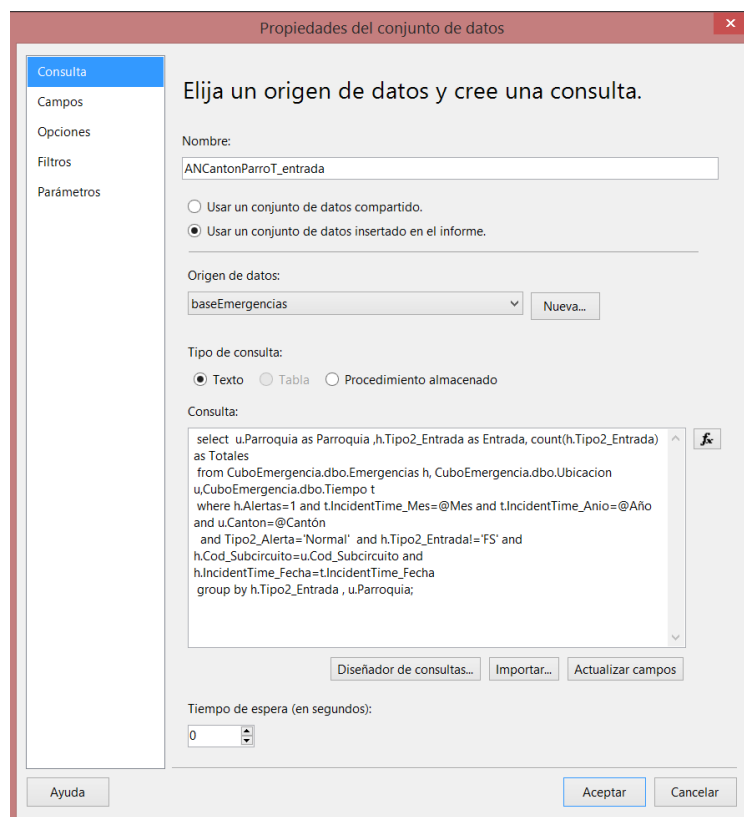 Propiedades del conjunto de datos
x
Consulta
Campos
Opciones
Filtros
Parámetros
Elija un origen de datos y cree una consulta.
Nombre:
ANCantonParroT_entrada
Usar un conjunto de datos compartido.
Usar un conjunto de datos insertado en el informe.
Origen de datos:
baseEmergencias
Nueva...
Tipo de consulta:
Texto Tabla Procedimiento almacenado
Consulta:
select u.Parroquia as Parroquia ,h.Tipo2_Entrada as Entrada, count(h.Tipo2_Entrada)
as Totales
from CuboEmergencia.dbo.Emergencias h, CuboEmergencia.dbo.Ubicacion
u,CuboEmergencia.dbo.Tiempo t
where h.Alertas=1 and t.IncidentTime_Mes=@Mes and t.IncidentTime_Anio=@Año
and u.Canton=@Cantón
and Tipo2_Alerta='Normal' and h.Tipo2_Entrada!='FS' and
h.Cod_Subcircuito=u.Cod_Subcircuito and
h.IncidentTime_Fecha=t.IncidentTime_Fecha
group by h.Tipo2_Entrada , u.Parroquia;
fx
Diseñador de consultas... Importar... Actualizar campos
Tiempo de espera (en segundos):
0
Ayuda Aceptar Cancelar